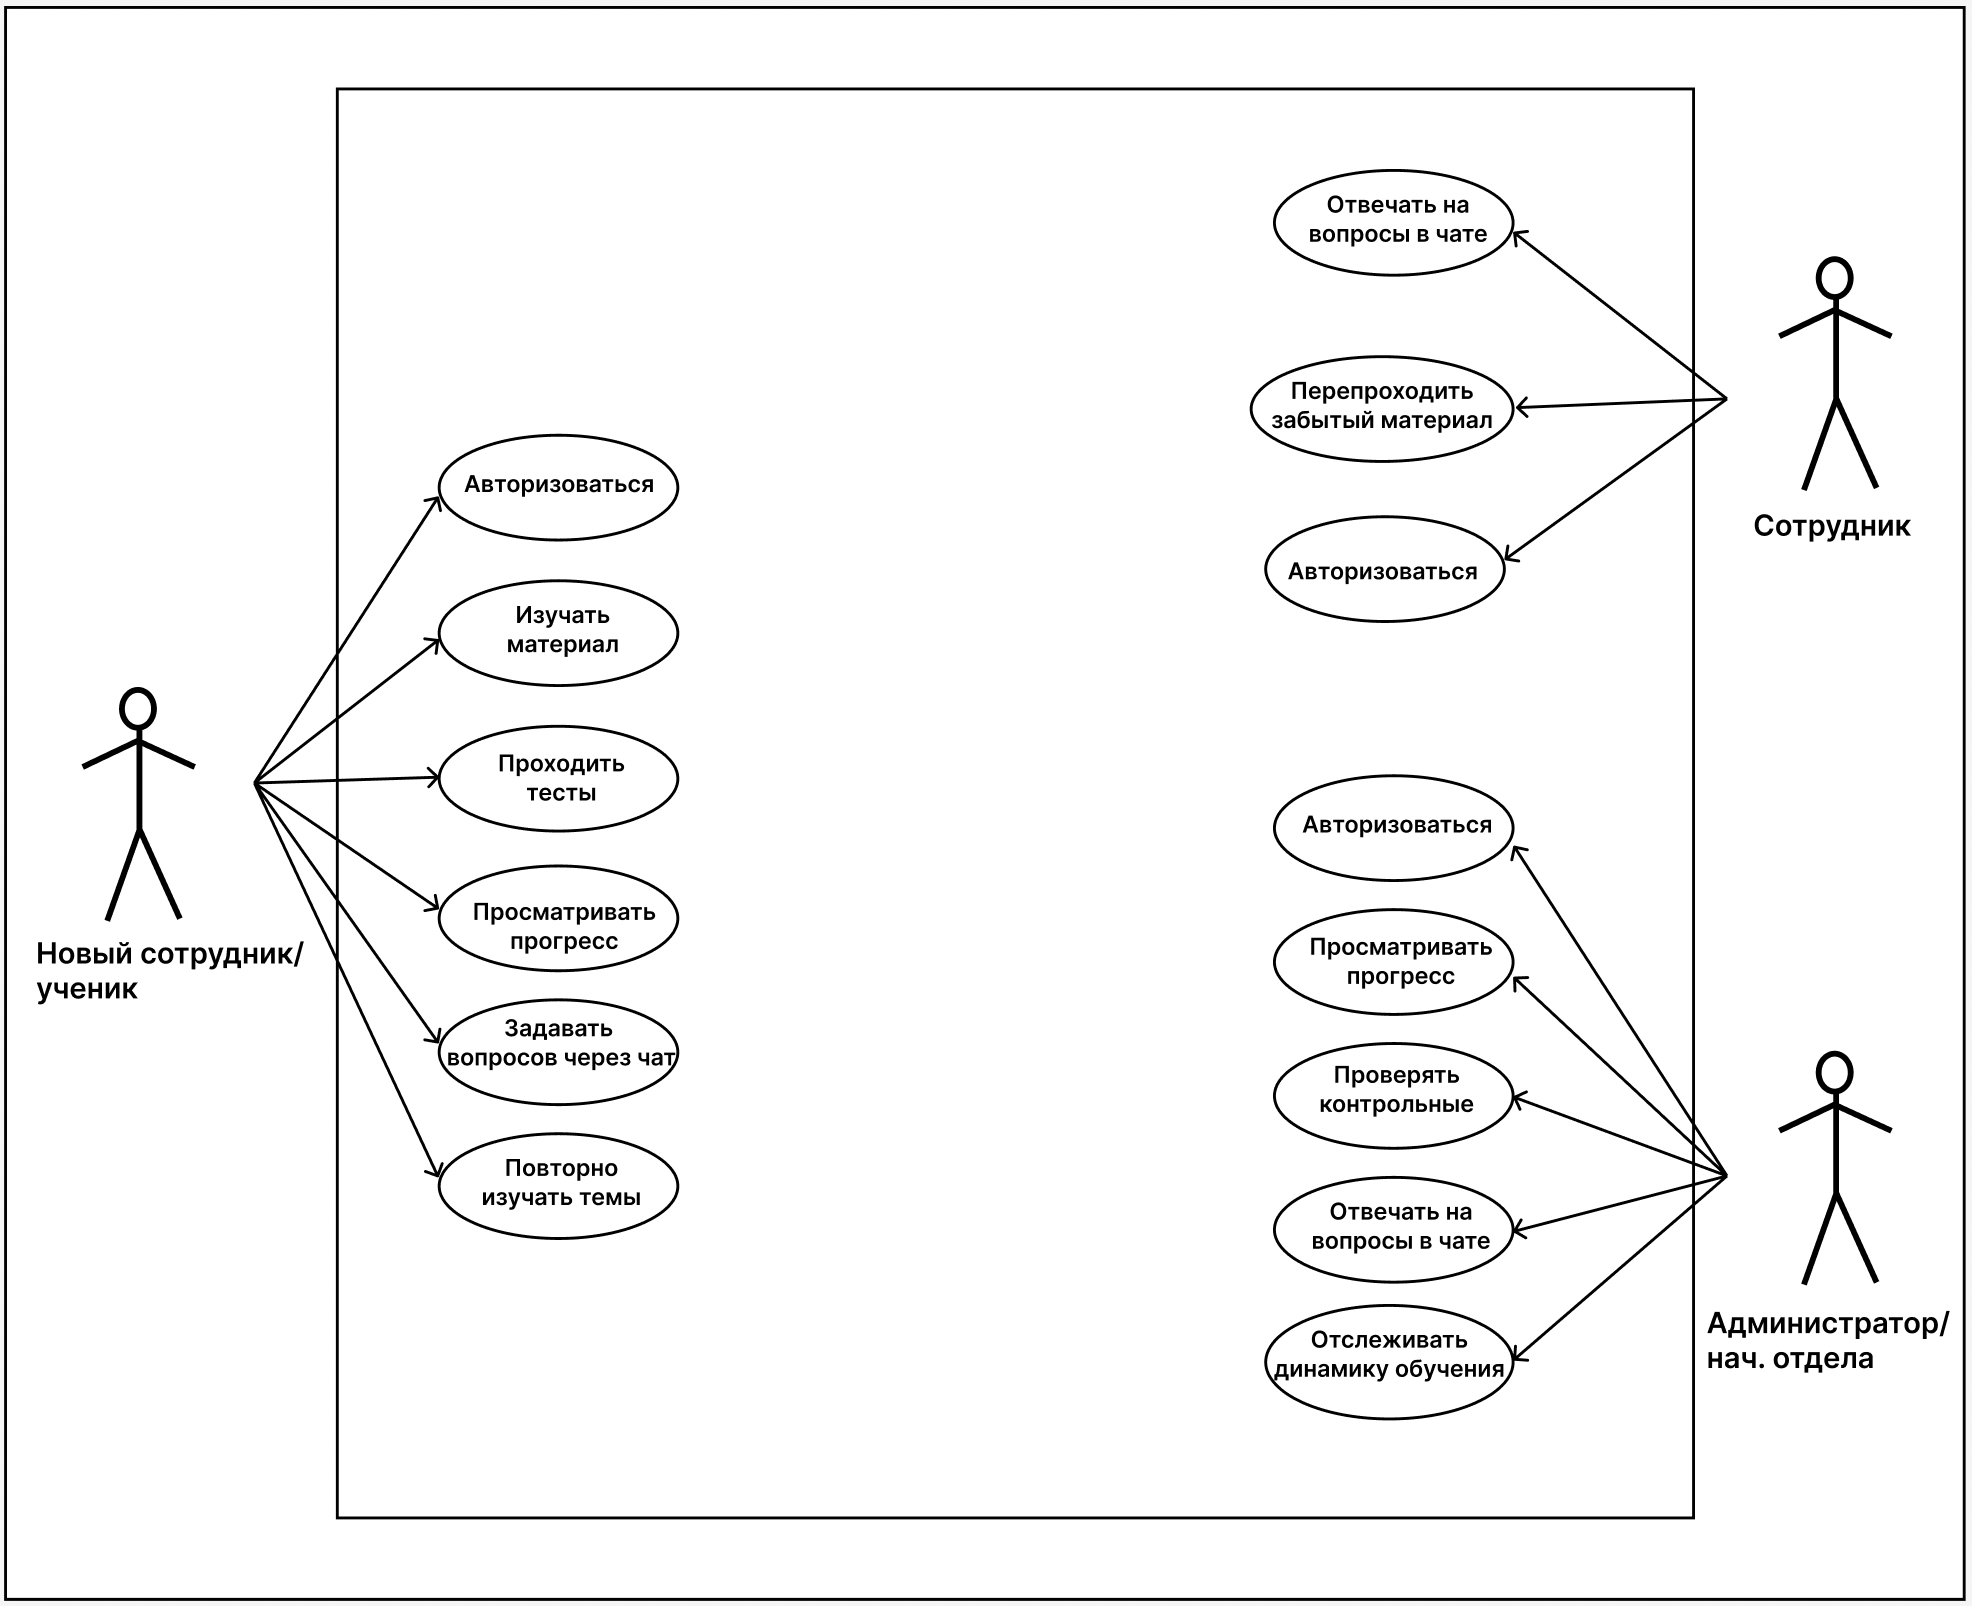 Авторизоваться
Изучать
материал
Проходить
тесты
Просматривать
прогресс
Задавать
вопросов через чат
Повторно
изучать темы
Новый сотрудник/
ученик
Отвечать на
вопросы в чате
Перепроходить
забытый материал
Авторизоваться
Сотрудник
Авторизоваться
Просматривать
прогресс
Проверять
контрольные
Отвечать на
вопросы в чате
Отслеживать
динамику обучения
Администратор/
нач. отдела